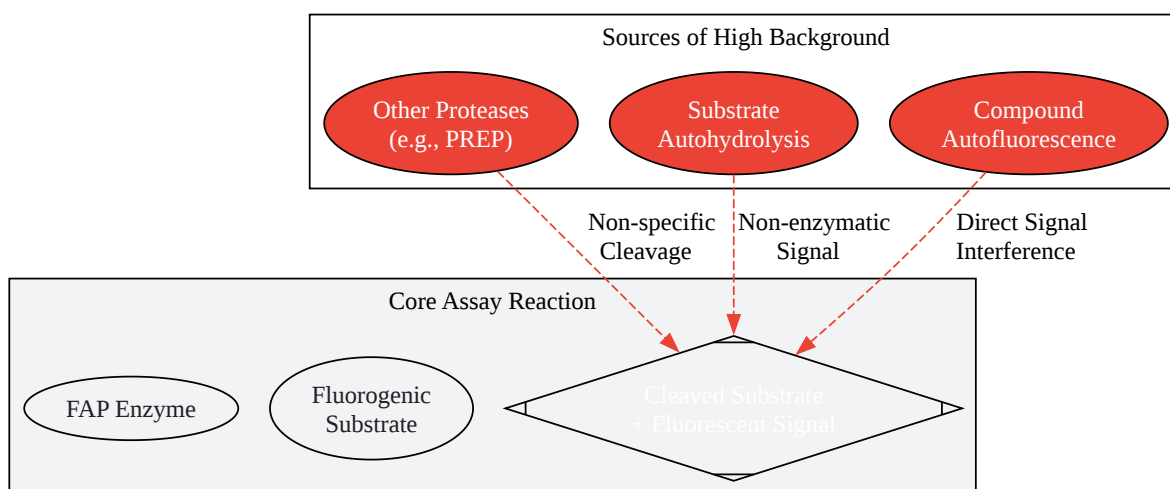 Sources of High Background
Other Proteases
(e.g., PREP)
Substrate
Autohydrolysis
Compound
Autofluorescence
Non-specific
Cleavage
Non-enzymatic
Signal
Direct Signal
Interference
Core Assay Reaction
FAP Enzyme
Fluorogenic
Substrate
Cleaved Substrate
+ Fluorescent Signal